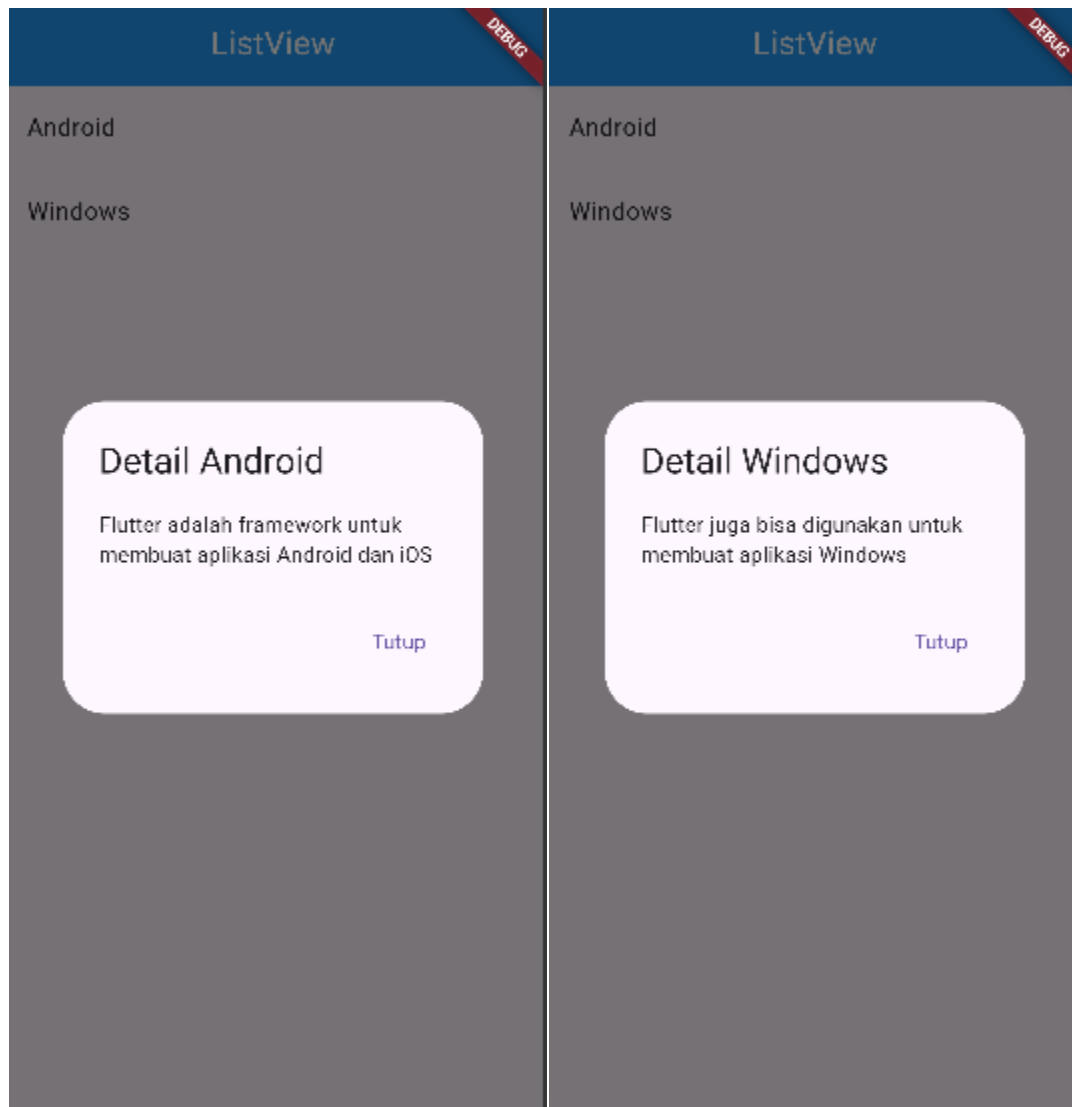 ListView
DEBUG
Android
Windows
Detail Android
Flutter adalah framework untuk
membuat aplikasi Android dan iOS
Tutup
ListView
DEBUG
Android
Windows
Detail Windows
Flutter juga bisa digunakan untuk
membuat aplikasi Windows
Tutup